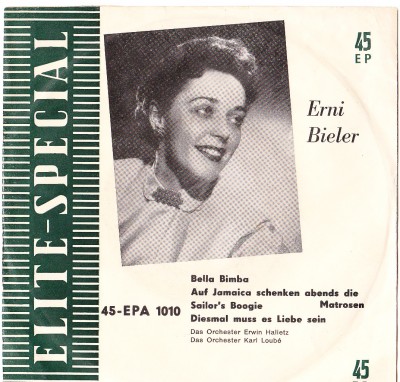 ELITE-SPECIAL
45
EP
Erni
Bieler
Bella Bimba
Auf Jamaica schenken abends die
Sailor's Boogie Matrosen
45-EPA 1010
Diesmal muss es Liebe sein
Das Orchester Erwin Halletz
Das Orchester Karl Loubé
45